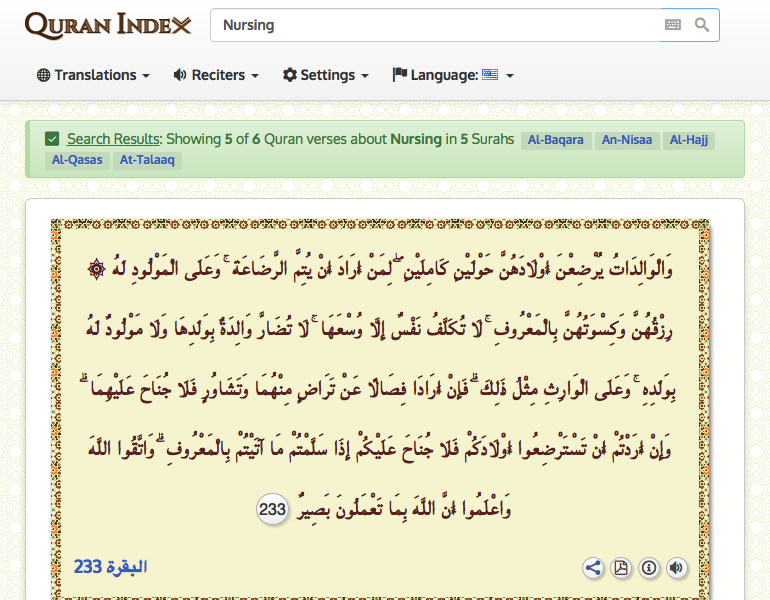 QURAN INDEX
Nursing
Translations Reciters Settings Language:
Search Results: Showing 5 of 6 Quran verses about Nursing in 5 Surahs Al-Baqara An-Nisaa Al-Hajj
Al-Qasas At-Talaaq
۞ وَالْوَالِدَاتُ يُرْضِعْنَ أَوْلَادَهُنَّ حَوْلَيْنِ كَامِلَيْنِ ۖ لِمَنْ أَرَادَ أَنْ يُتِمَّ الرَّضَاعَةَ ۚ وَعَلَى الْمَوْلُودِ لَهُ
رِزْقُهُنَّ وَكِسْوَتُهُنَّ بِالْمَعْرُوفِ ۚ لَا تُكَلَّفُ نَفْسٌ إِلَّا وُسْعَهَا ۚ لَا تُضَارَّ وَالِدَةٌ بِوَلَدِهَا وَلَا مَوْلُودٌ لَهُ
بِوَلَدِهِ ۚ وَعَلَى الْوَارِثِ مِثْلُ ذَٰلِكَ ۗ فَإِنْ أَرَادَا فِصَالًا عَنْ تَرَاضٍ مِنْهُمَا وَتَشَاوُرٍ فَلَا جُنَاحَ عَلَيْهِمَا ۗ
وَإِنْ أَرَدْتُمْ أَنْ تَسْتَرْضِعُوا أَوْلَادَكُمْ فَلَا جُنَاحَ عَلَيْكُمْ إِذَا سَلَّمْتُمْ مَا آتَيْتُمْ بِالْمَعْرُوفِ ۗ وَاتَّقُوا اللَّهَ
وَاعْلَمُوا أَنَّ اللَّهَ بِمَا تَعْمَلُونَ بَصِيرٌ 233
البقرة 233